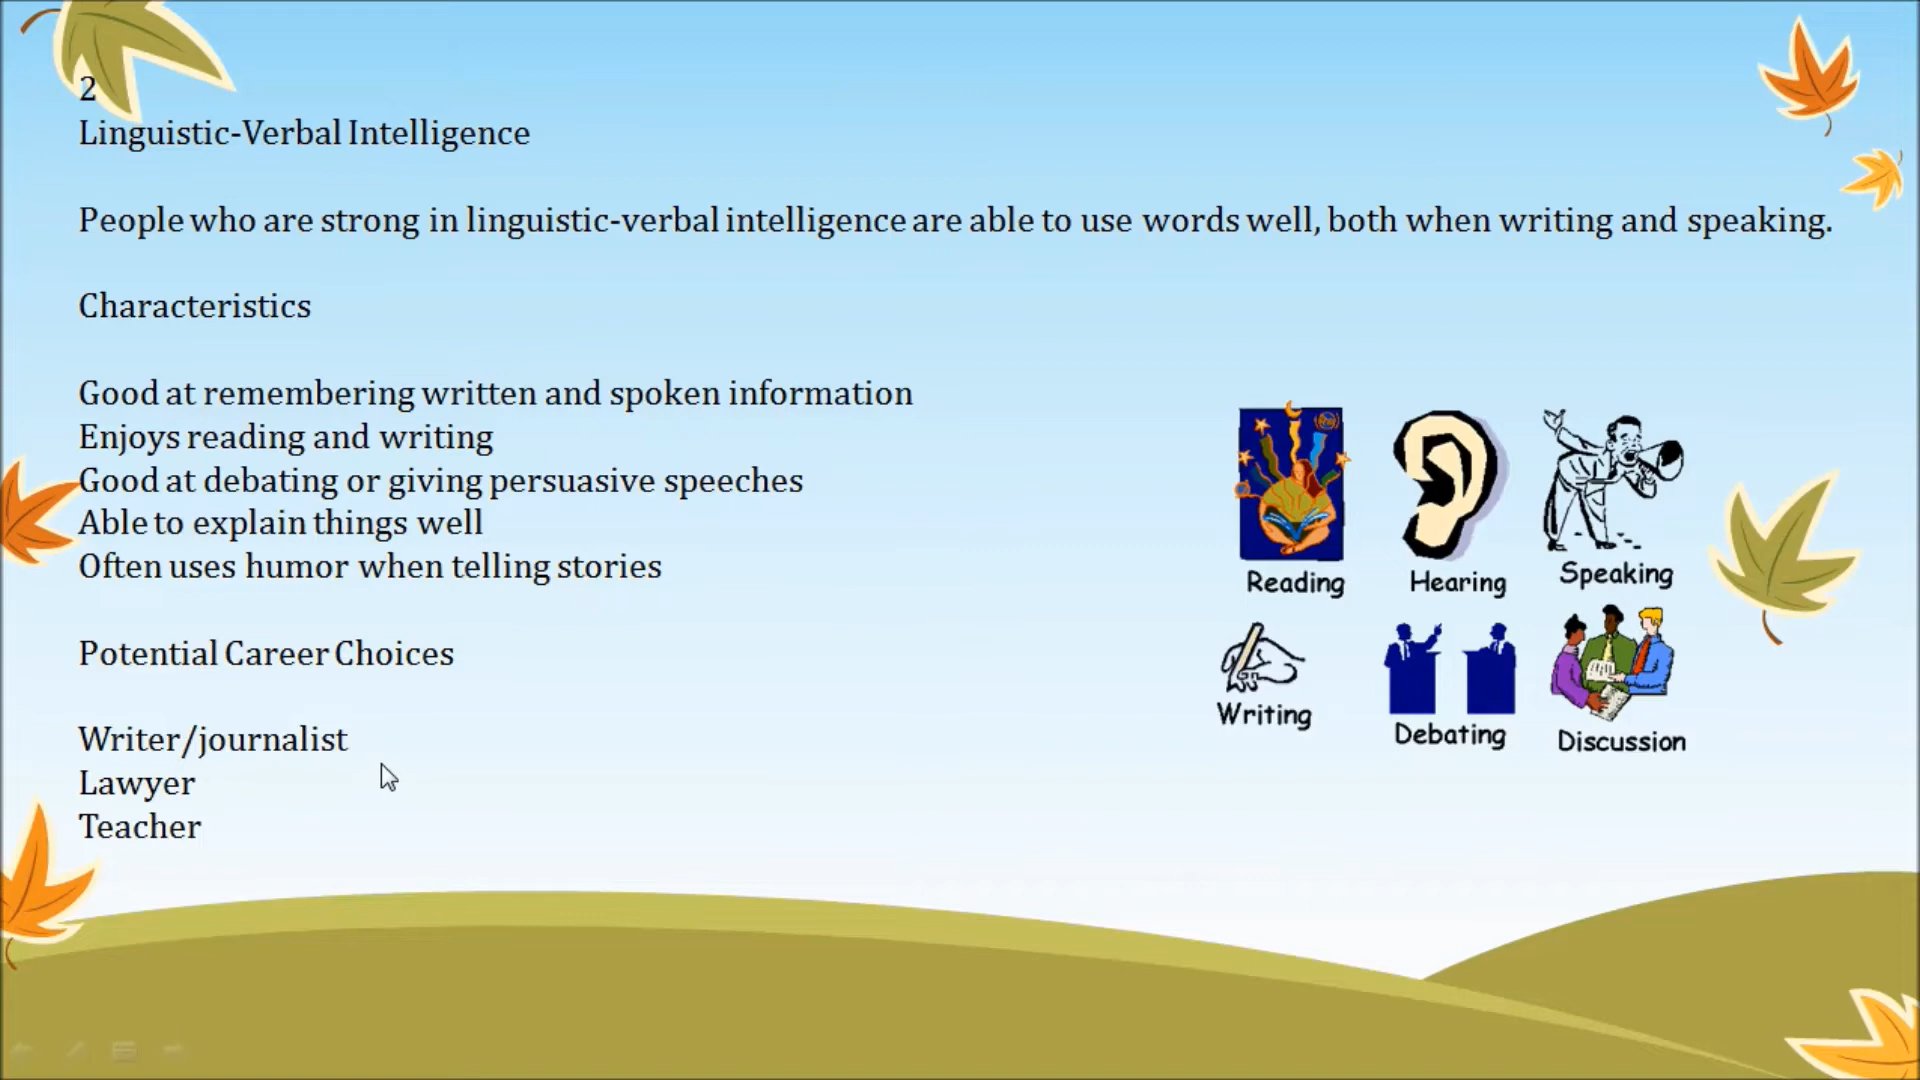 2
Linguistic-Verbal Intelligence
People who are strong in linguistic-verbal intelligence are able to use words well, both when writing and speaking.
Characteristics
Good at remembering written and spoken information
Enjoys reading and writing
Good at debating or giving persuasive speeches
Able to explain things well
Often uses humor when telling stories
Potential Career Choices
Writer/journalist
Lawyer
Teacher
Reading
Hearing
Speaking
Writing
Debating
Discussion